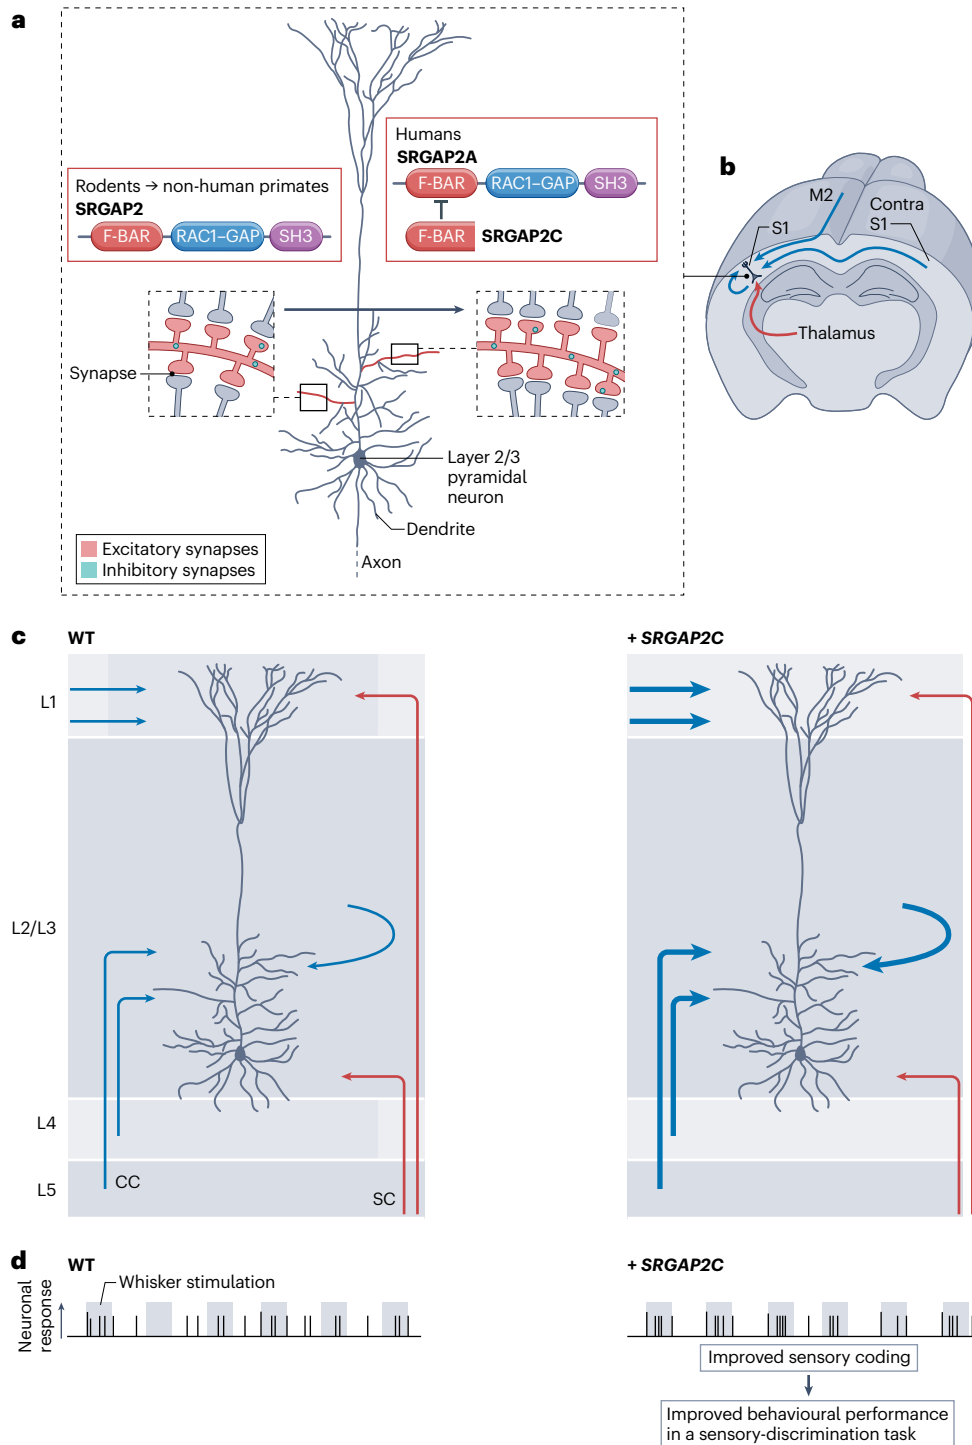 a
Humans
SRGAP2A
F-BAR RAC1–GAP SH3
F-BAR SRGAP2C
Rodents → non-human primates
SRGAP2
F-BAR RAC1–GAP SH3
Synapse
Layer 2/3
pyramidal
neuron
Dendrite
Axon
Excitatory synapses
Inhibitory synapses
b
M2
Contra
S1
S1
Thalamus
c
WT
+ SRGAP2C
L1
L2/L3
L4
L5
CC
SC
d
WT
+ SRGAP2C
Neuronal
response
Whisker stimulation
Improved sensory coding
Improved behavioural performance
in a sensory-discrimination task